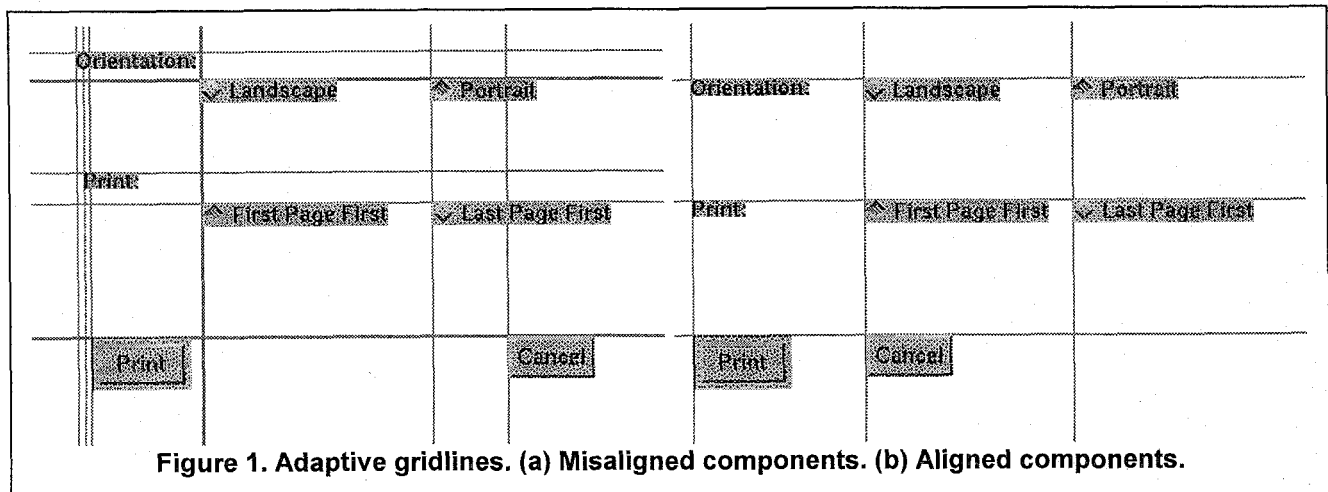 Orientation:
Landscape
Portrait
Print:
First Page First
Last Page First
Print
Cancel
Orientation:
Landscape
Portrait
Print:
First Page First
Last Page First
Print
Cancel
Figure 1. Adaptive gridlines. (a) Misaligned components. (b) Aligned components.